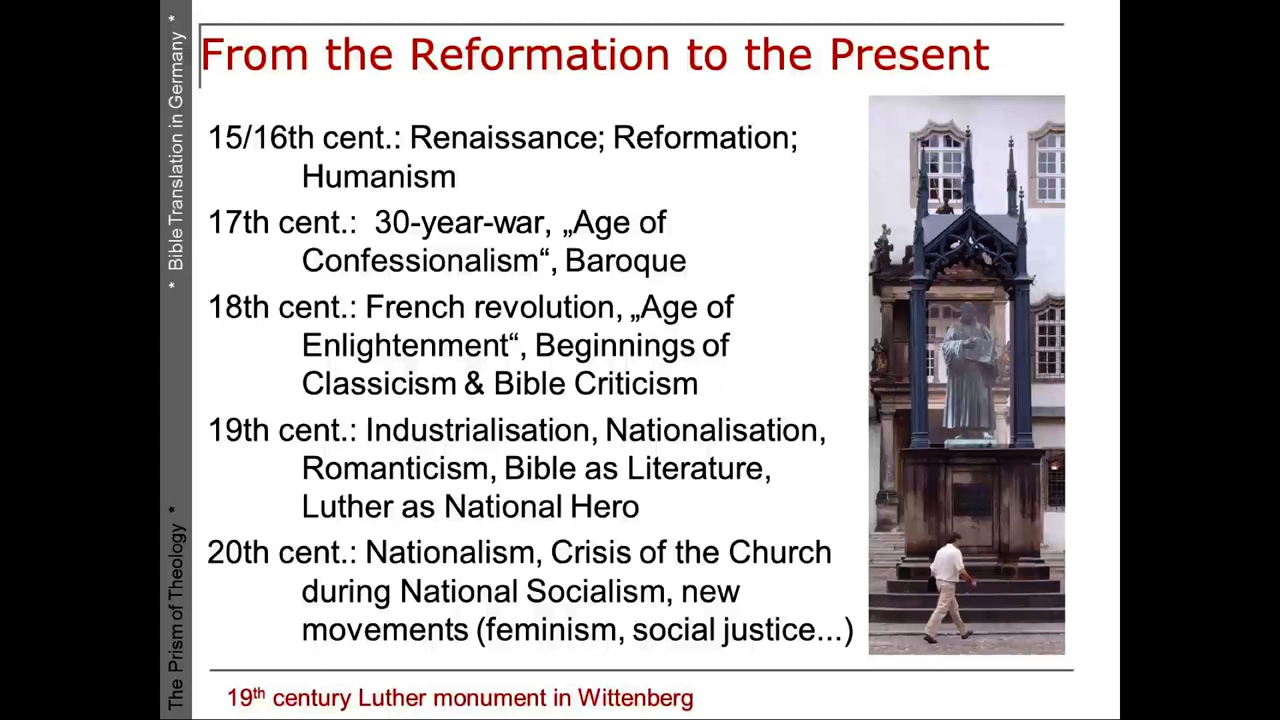 From the Reformation to the Present
15/16th cent.: Renaissance; Reformation;
Humanism
17th cent.: 30-year-war, „Age of
Confessionalism“, Baroque
18th cent.: French revolution, „Age of
Enlightenment“, Beginnings of
Classicism & Bible Criticism
19th cent.: Industrialisation, Nationalisation,
Romanticism, Bible as Literature,
Luther as National Hero
20th cent.: Nationalism, Crisis of the Church
during National Socialism, new
movements (feminism, social justice...)
19th century Luther monument in Wittenberg
The Prism of Theology * * Bible Translation in Germany *